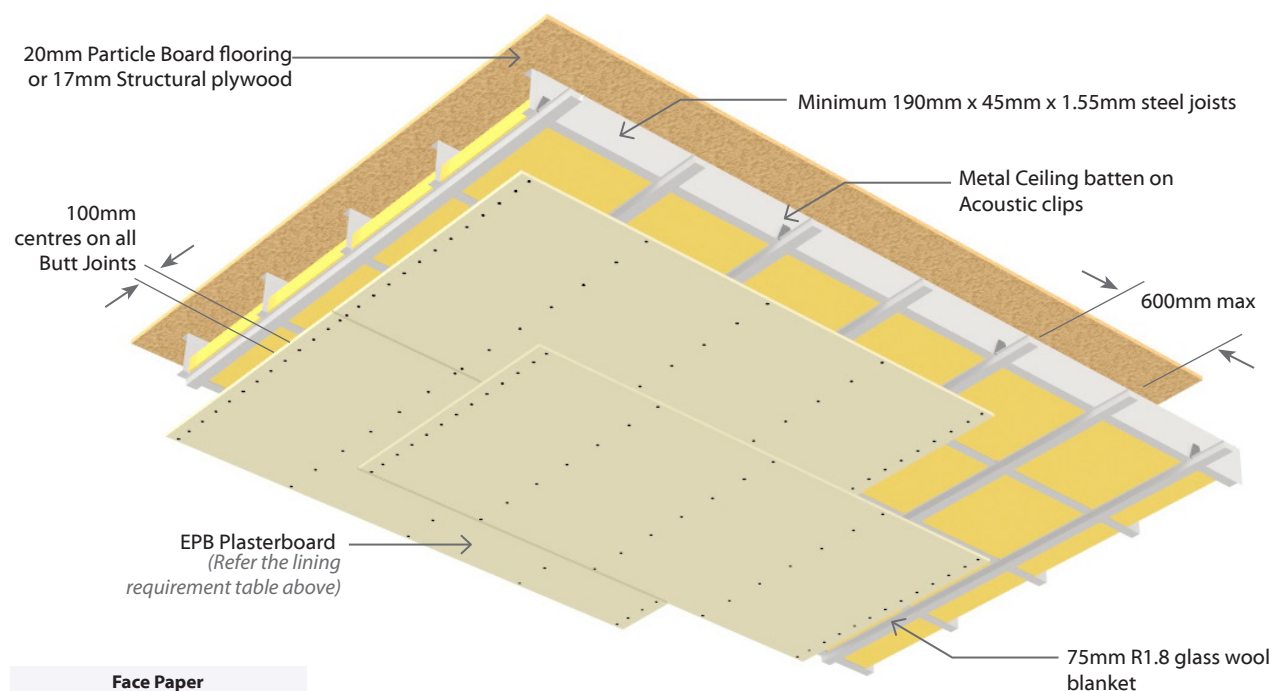 20mm Particle Board flooring
or 17mm Structural plywood
Minimum 190mm x 45mm x 1.55mm steel joists
Metal Ceiling batten on
Acoustic clips
100mm
centres on all
Butt Joints
600mm max
EPB Plasterboard
(Refer the lining
requirement table above)
75mm R1.8 glass wool
blanket
Face Paper